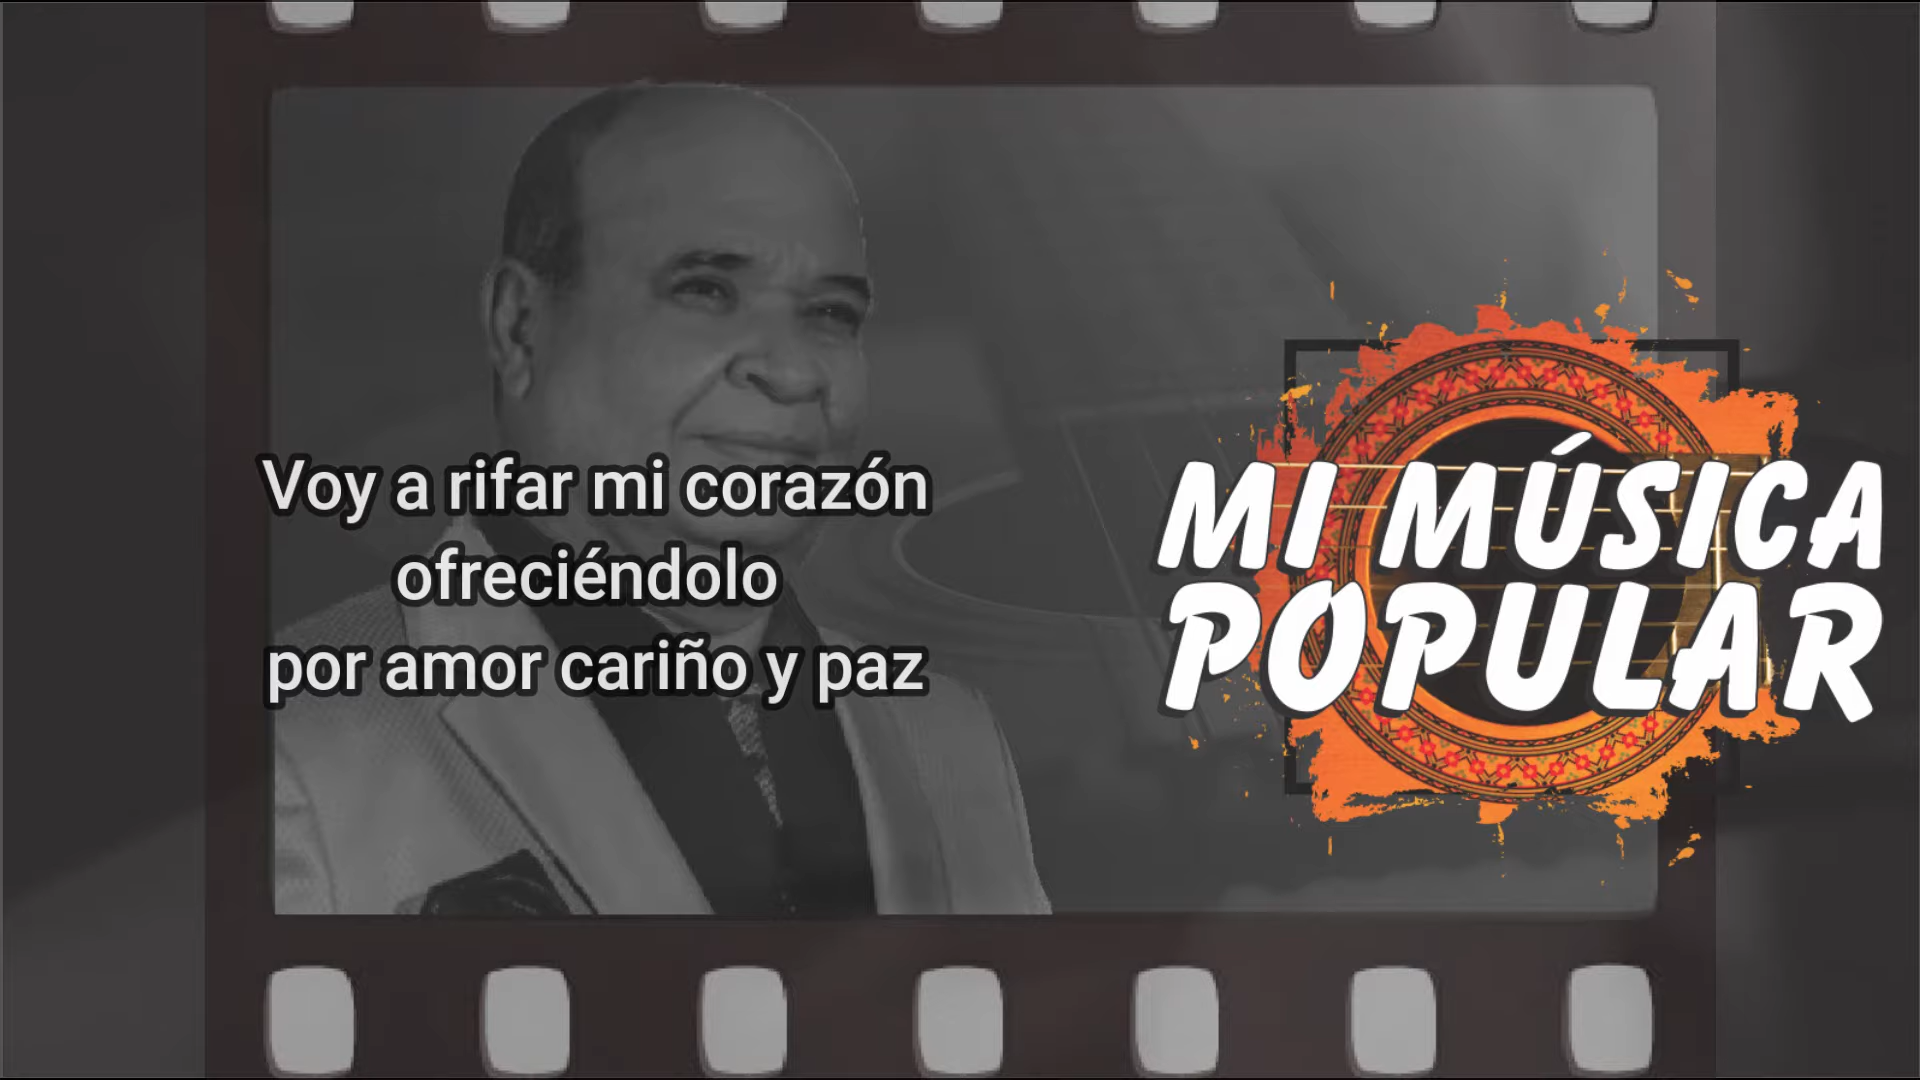 Voy a rifar mi corazón
ofreciéndolo
por amor cariño y paz
MI MÚSICA
POPULAR